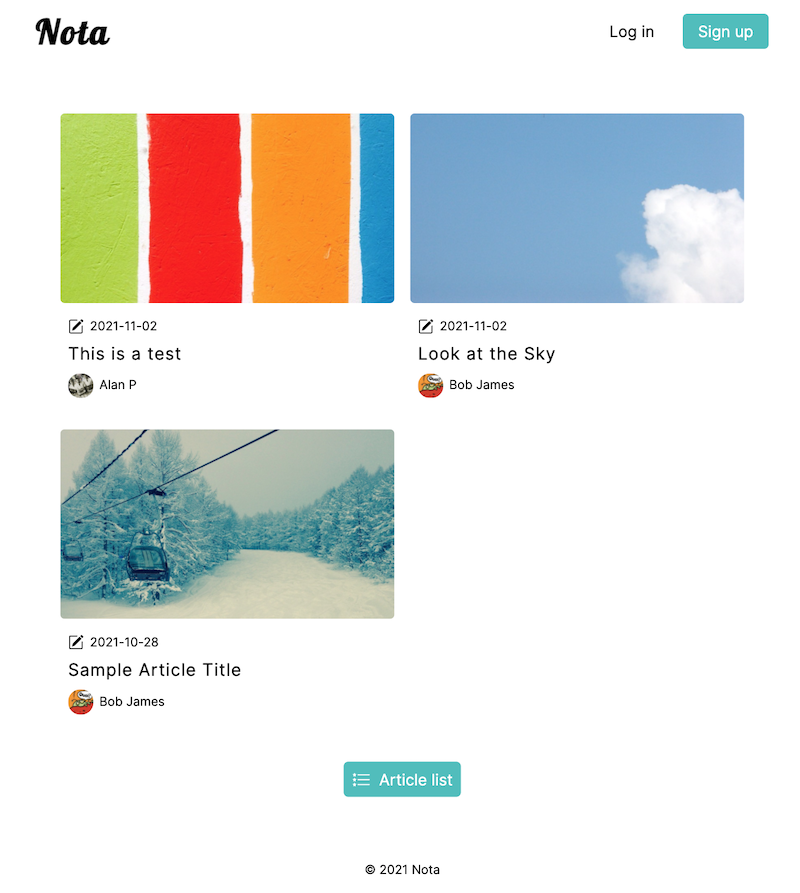 Nota
Log in
Sign up
2021-11-02
This is a test
Alan P
2021-11-02
Look at the Sky
Bob James
2021-10-28
Sample Article Title
Bob James
Article list
© 2021 Nota